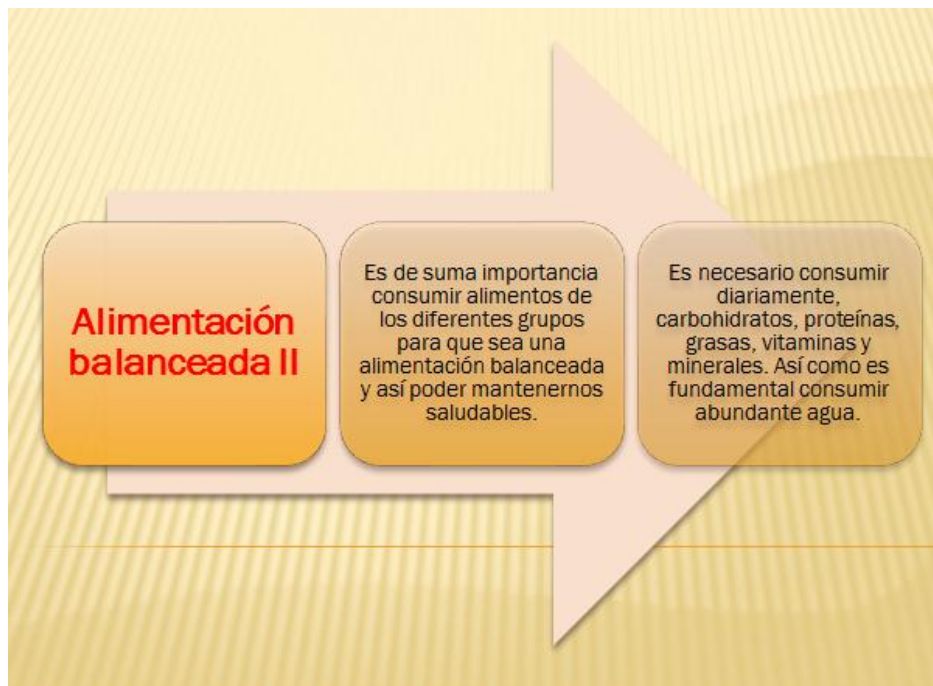 Alimentación
balanceada II
Es de suma importancia
consumir alimentos de
los diferentes grupos
para que sea una
alimentación balanceada
y así poder mantenernos
saludables.
Es necesario consumir
diariamente,
carbohidratos, proteínas,
grasas, vitaminas y
minerales. Así como es
fundamental consumir
abundante agua.